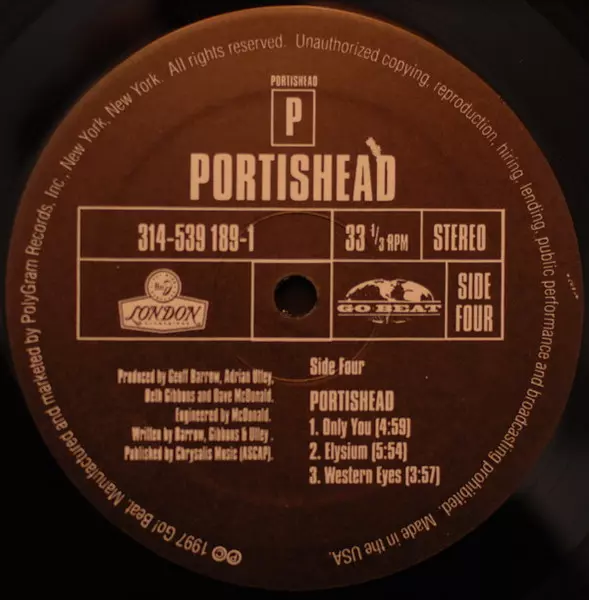 ℗© 1997 Go! Beat. Manufactured and marketed by PolyGram Records, Inc., New York, New York. All rights reserved. Unauthorized copying, reproduction, hiring, lending, public performance and broadcasting prohibited. Made in the USA.
PORTISHEAD
P
PORTISHEAD
314-539 189-1
33 1/3 RPM
STEREO
LONDON
GO BEAT
SIDE
FOUR
Produced by Geoff Barrow, Adrian Utley,
Beth Gibbons and Dave McDonald.
Engineered by McDonald.
Written by Barrow, Gibbons & Utley.
Published by Chrysalis Music (ASCAP).
Side Four
PORTISHEAD
1. Only You (4:59)
2. Elysium (5:54)
3. Western Eyes (3:57)